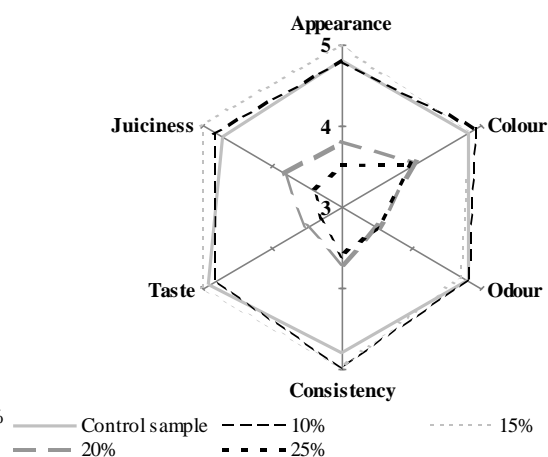 Appearance
5
Juiciness
4
Colour
3
Taste
Odour
Consistency
%
Control sample
10%
15%
20%
25%